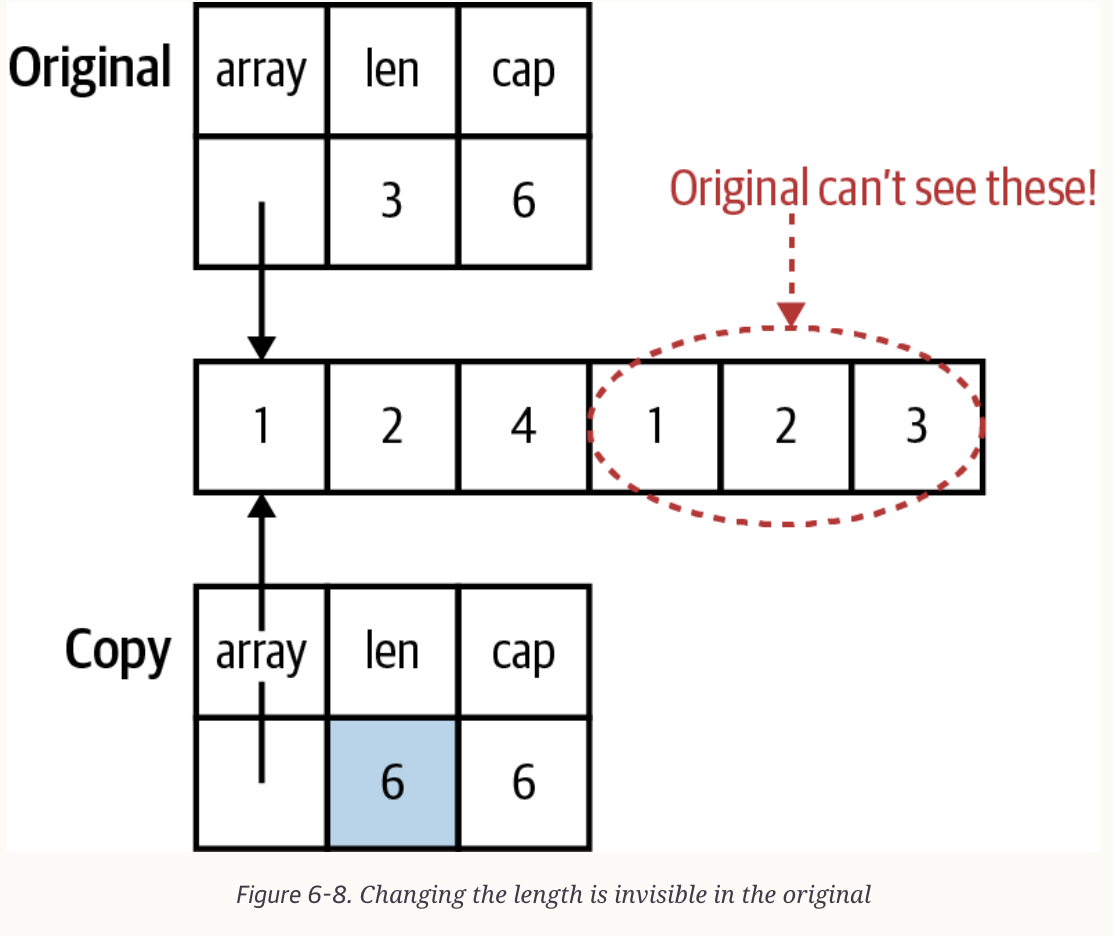 Original array len cap
3 6
Original can't see these!
1 2 4 1 2 3
Copy array len cap
6 6
Figure 6-8. Changing the length is invisible in the original